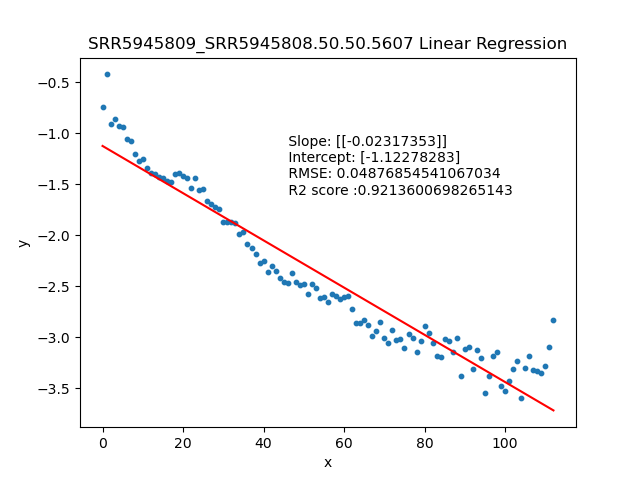 SRR5945809_SRR5945808.50.50.5607 Linear Regression
−0.5
−1.0
−1.5
−2.0
−2.5
−3.0
−3.5
y
Slope: [[-0.02317353]]
Intercept: [-1.12278283]
RMSE: 0.04876854541067034
R2 score :0.9213600698265143
0
20
40
60
80
100
x